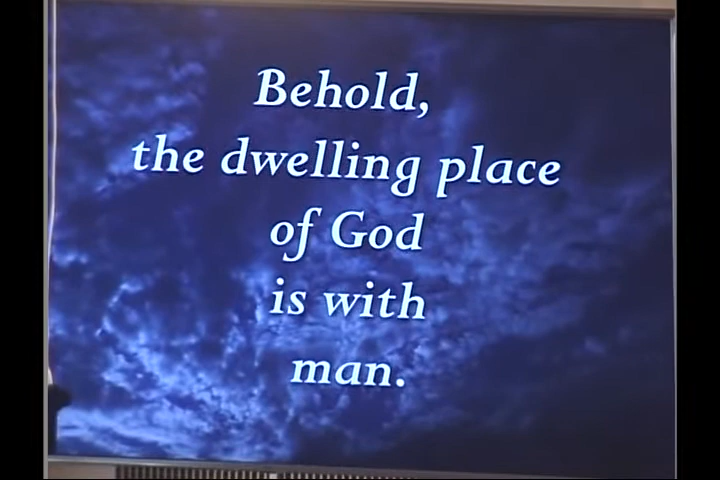 Behold,
the dwelling place
of God
is with
man.